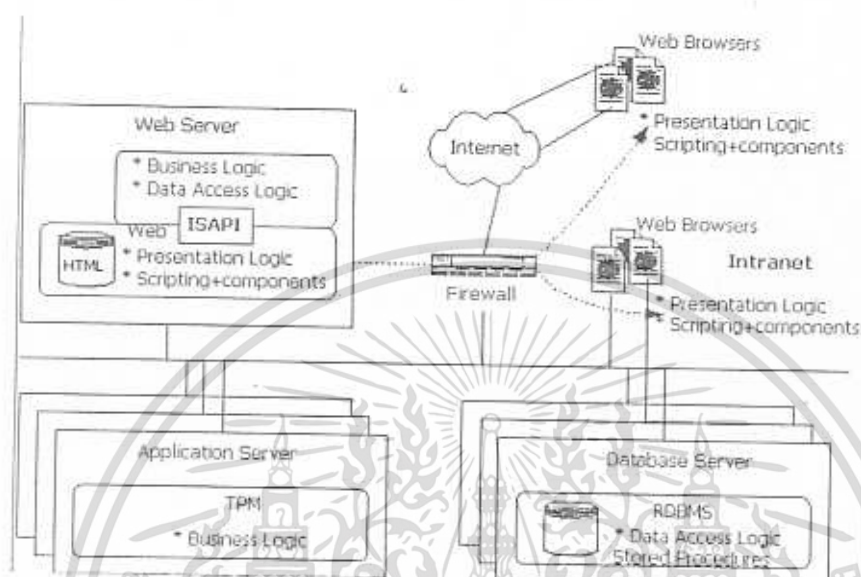 Web Browsers
* Presentation Logic
Scripting+components
Internet
Web Server
* Business Logic
* Data Access Logic
ISAPI
Web
HTML
* Presentation Logic
* Scripting+components
Firewall
Web Browsers
Intranet
* Presentation Logic
* Scripting+components
Application Server
TPM
* Business Logic
Database Server
RDBMS
* Data Access Logic
Stored Procedures